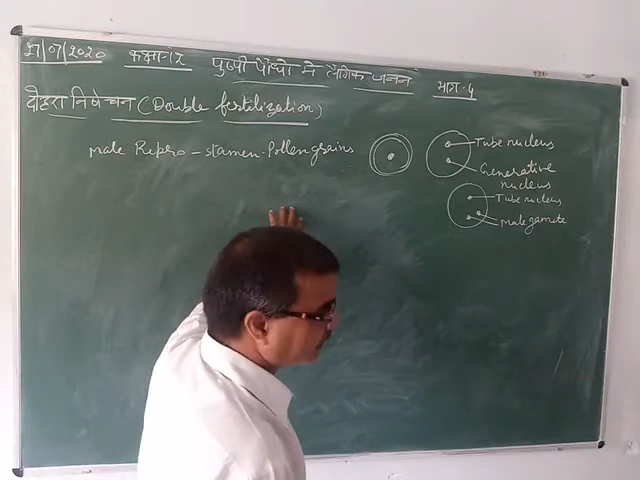 27/07/2020 कक्षा-12 पुष्पी पौधों में लैंगिक जनन भाग-4
दोहरा निषेचन (Double fertilization)
male Repro - stamen - Pollen grains
Tube nucleus
Generative
nucleus
Tube nucleus
male gamete